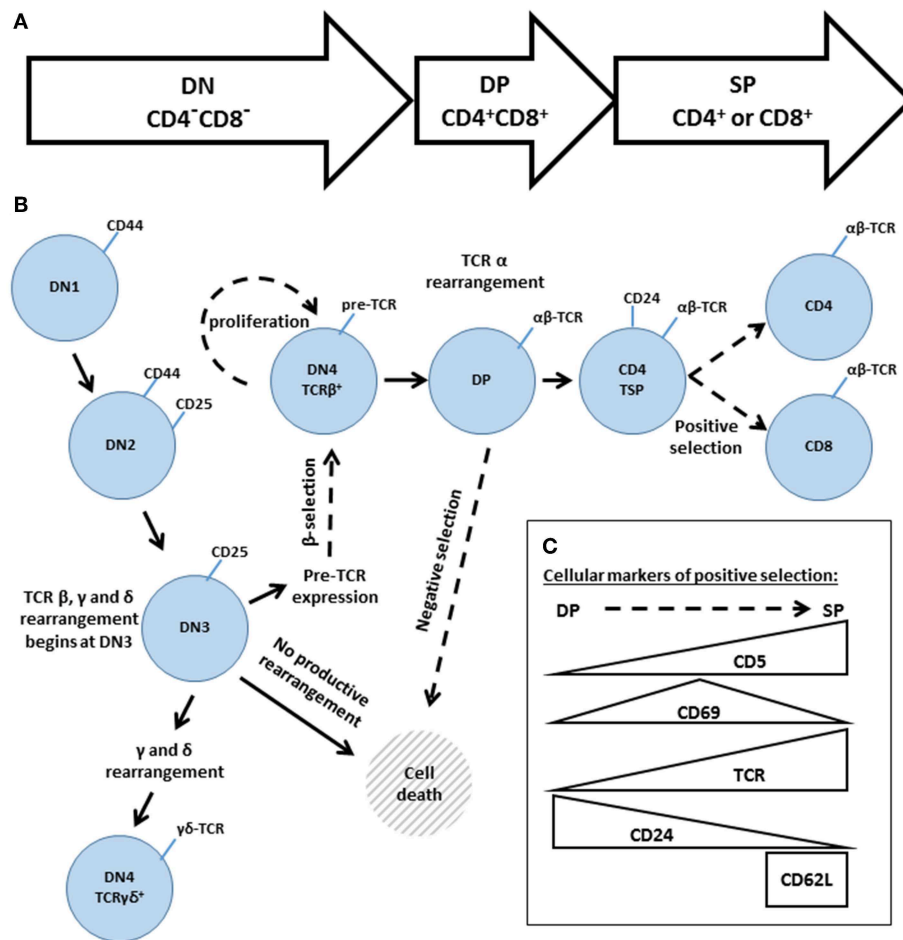 A
DN
CD4⁻CD8⁻
DP
CD4⁺CD8⁺
SP
CD4⁺ or CD8⁺
B
CD44
DN1
CD44
CD25
DN2
CD25
DN3
TCR β, γ and δ
rearrangement
begins at DN3
γ and δ
rearrangement
γδ-TCR
DN4
TCRγδ⁺
Pre-TCR
expression
β-selection
No productive
rearrangement
proliferation
pre-TCR
DN4
TCRβ⁺
TCR α
rearrangement
αβ-TCR
DP
Negative selection
Cell
death
CD24
αβ-TCR
CD4
TSP
Positive
selection
αβ-TCR
CD4
αβ-TCR
CD8
C
Cellular markers of positive selection:
DP
SP
CD5
CD69
TCR
CD24
CD62L